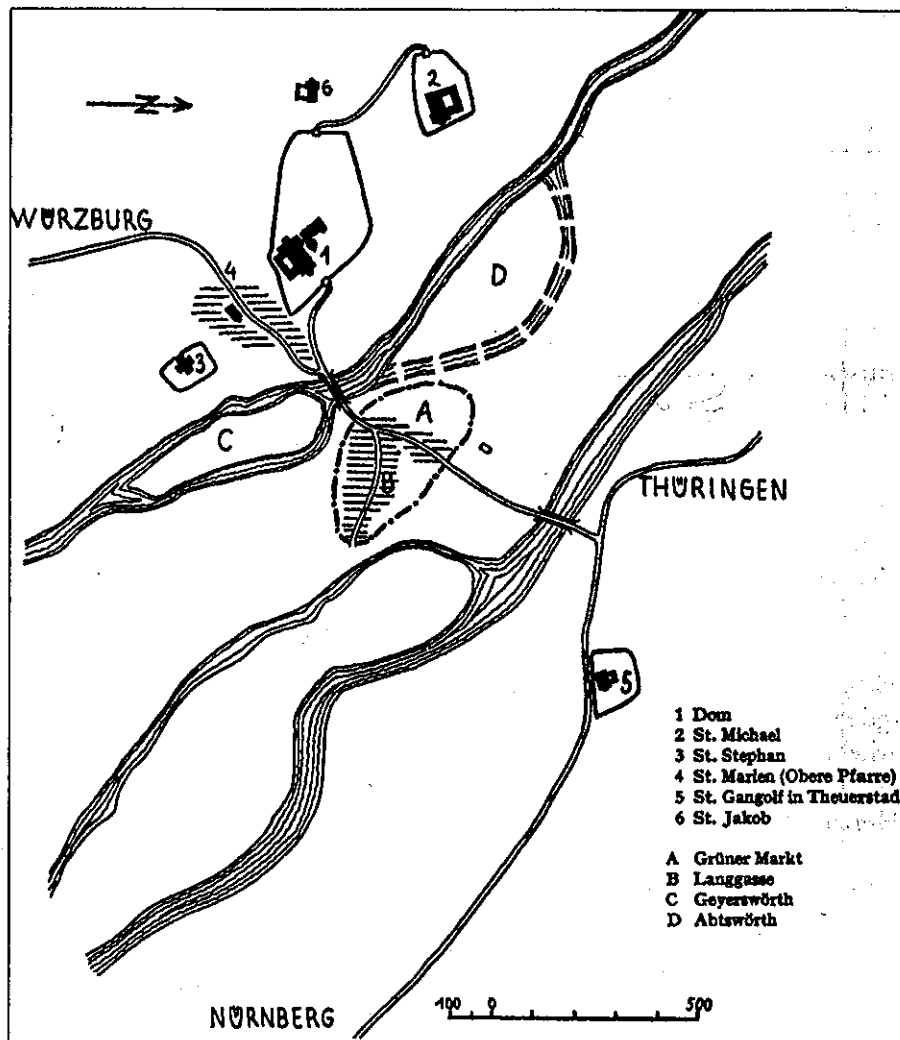 2
6
N
WÜRZBURG
1
4
D
3
A
C
B
THÜRINGEN
5
1 Dom
2 St. Michael
3 St. Stephan
4 St. Marien (Obere Pfarre)
5 St. Gangolf in Theuerstad
6 St. Jakob
A Grüner Markt
B Langgasse
C Geyerswörth
D Abtswörth
NÜRNBERG
100 0 500